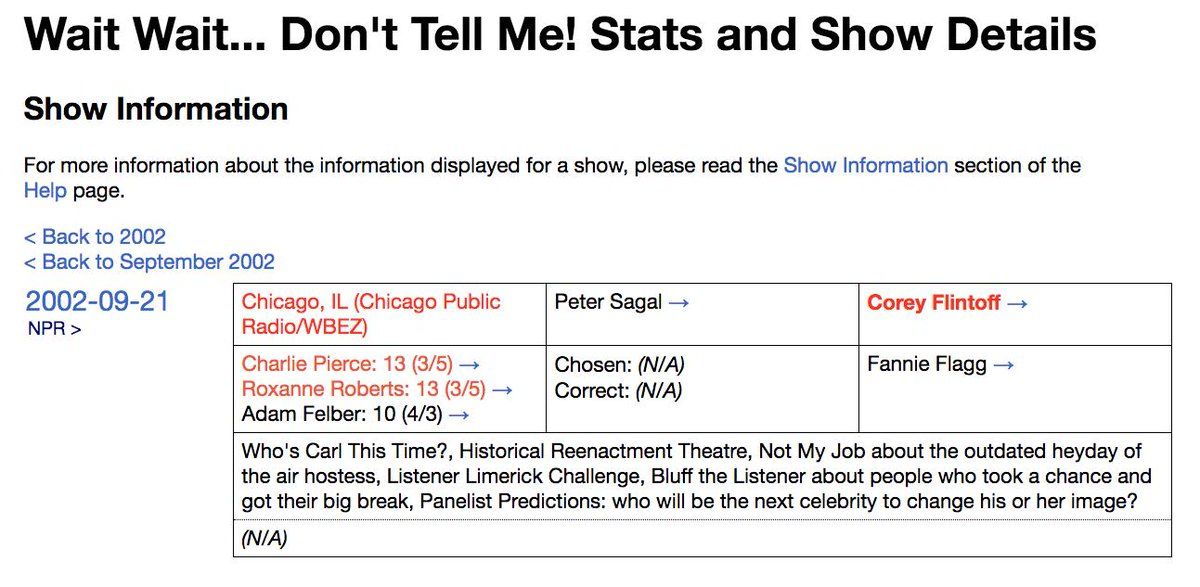 Wait Wait... Don't Tell Me! Stats and Show Details
Show Information
For more information about the information displayed for a show, please read the Show Information section of the
Help page.
< Back to 2002
< Back to September 2002
2002-09-21
NPR >
Chicago, IL (Chicago Public
Radio/WBEZ)
Peter Sagal →
Corey Flintoff →
Charlie Pierce: 13 (3/5) →
Roxanne Roberts: 13 (3/5) →
Adam Felber: 10 (4/3) →
Chosen: (N/A)
Correct: (N/A)
Fannie Flagg →
Who's Carl This Time?, Historical Reenactment Theatre, Not My Job about the outdated heyday of
the air hostess, Listener Limerick Challenge, Bluff the Listener about people who took a chance and
got their big break, Panelist Predictions: who will be the next celebrity to change his or her image?
(N/A)